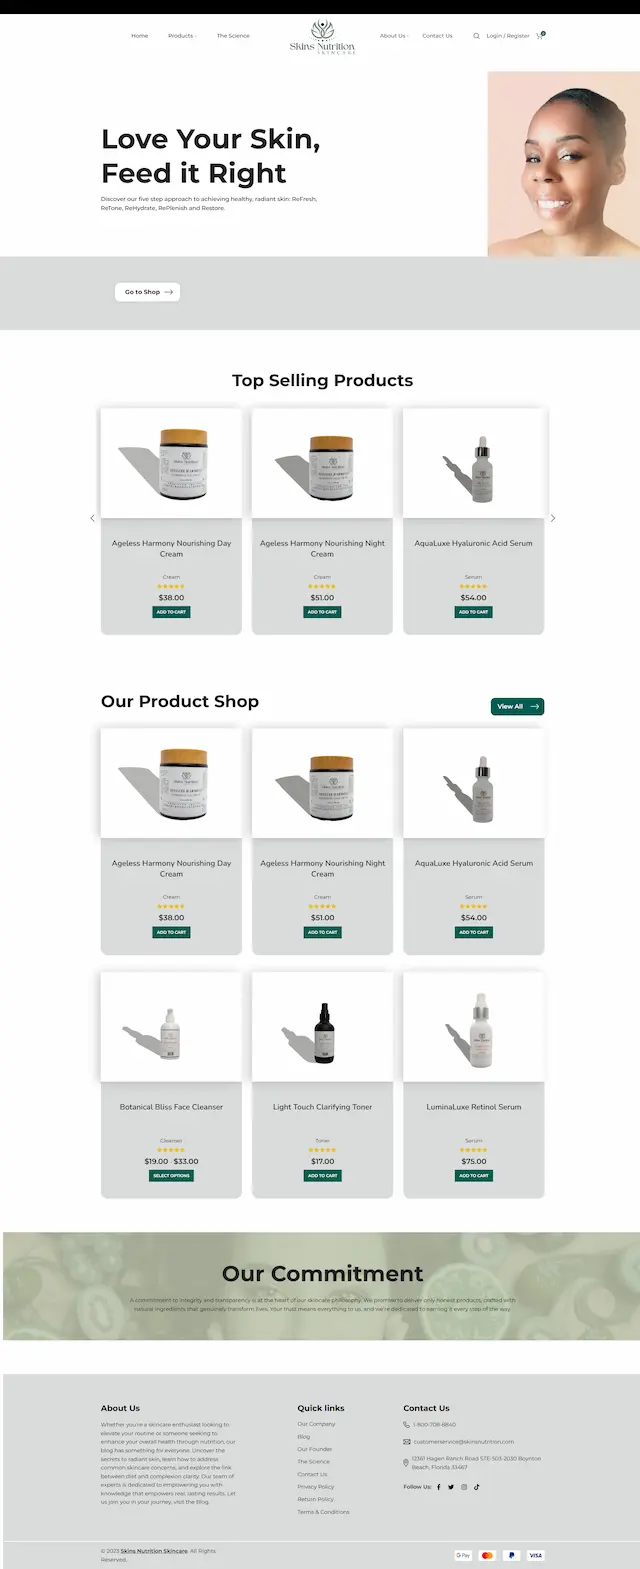 Home
Products
The Science
Skins Nutrition
SKINCARE
About Us
Contact Us
Login / Register
0
Love Your Skin,
Feed it Right
Discover our five step approach to achieving healthy, radiant skin: ReFresh,
ReTone, ReHydrate, RePlenish and Restore.
Go to Shop
Top Selling Products
Ageless Harmony Nourishing Day
Cream
Cream
$38.00
ADD TO CART
Ageless Harmony Nourishing Night
Cream
Cream
$51.00
ADD TO CART
AquaLuxe Hyaluronic Acid Serum
Serum
$54.00
ADD TO CART
Our Product Shop
View All
Ageless Harmony Nourishing Day
Cream
Cream
$38.00
ADD TO CART
Ageless Harmony Nourishing Night
Cream
Cream
$51.00
ADD TO CART
AquaLuxe Hyaluronic Acid Serum
Serum
$54.00
ADD TO CART
Botanical Bliss Face Cleanser
Cleanser
$19.00 - $33.00
SELECT OPTIONS
Light Touch Clarifying Toner
Toner
$17.00
ADD TO CART
LuminaLuxe Retinol Serum
Serum
$75.00
ADD TO CART
Our Commitment
A commitment to integrity and transparency is at the heart of our skincare philosophy. We promise to deliver only honest products, crafted with
natural ingredients that genuinely transform lives. Your trust means everything to us, and we're dedicated to earning it every step of the way.
About Us
Whether you're a skincare enthusiast looking to
elevate your routine or someone seeking to
enhance your overall health through nutrition, our
blog has something for everyone. Uncover the
secrets to radiant skin, learn how to address
common skincare concerns, and explore the link
between diet and complexion clarity. Our team of
experts is dedicated to empowering you with
knowledge that empowers real, lasting results. Let
us join you in your journey, visit the Blog.
Quick links
Our Company
Blog
Our Founder
The Science
Contact Us
Privacy Policy
Return Policy
Terms & Conditions
Contact Us
1-800-708-6840
customerservice@skinsnutrition.com
12361 Hagen Ranch Road STE-503-2030 Boynton
Beach, Florida 33467
Follow Us:
© 2023 Skins Nutrition Skincare. All Rights
Reserved.
G Pay
VISA